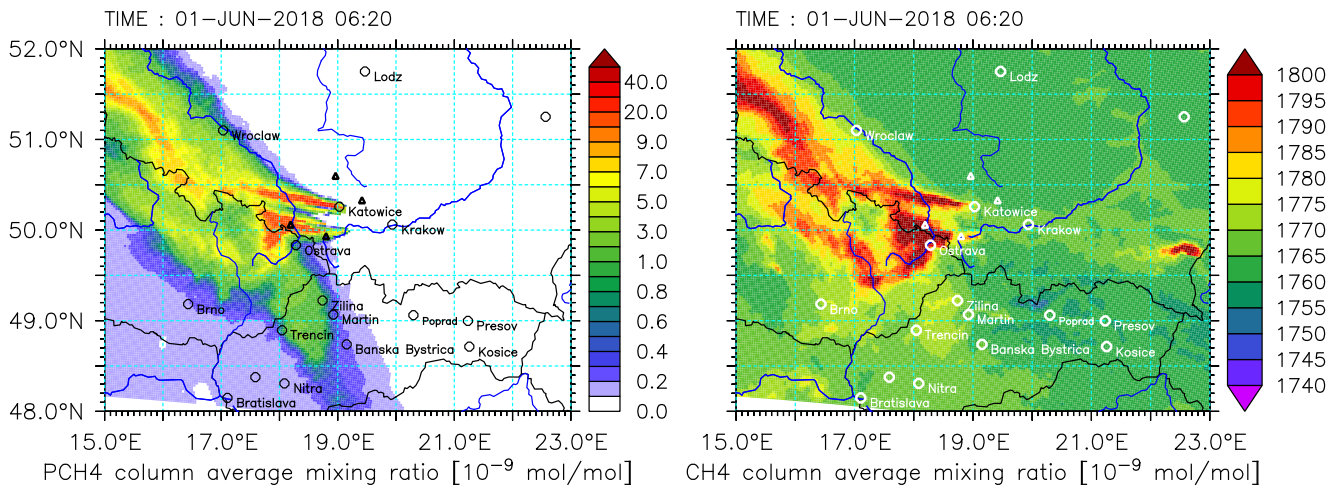 TIME : 01-JUN-2018 06:20
52.0°N
51.0°N
50.0°N
49.0°N
48.0°N
Lodz
Wroclaw
Katowice
Krakow
Ostrava
Zilina
Brno
Martin
Poprad
Presov
Trencin
Banska Bystrica
Kosice
Nitra
Bratislava
15.0°E
17.0°E
19.0°E
21.0°E
23.0°E
40.0
20.0
9.0
7.0
5.0
3.0
1.0
0.8
0.6
0.4
0.2
0.0
PCH4 column average mixing ratio [10⁻⁹ mol/mol]
TIME : 01-JUN-2018 06:20
Lodz
Wroclaw
Katowice
Krakow
Ostrava
Zilina
Brno
Martin
Poprad
Presov
Trencin
Banska Bystrica
Kosice
Nitra
Bratislava
15.0°E
17.0°E
19.0°E
21.0°E
23.0°E
1800
1795
1790
1785
1780
1775
1770
1765
1760
1755
1750
1745
1740
CH4 column average mixing ratio [10⁻⁹ mol/mol]